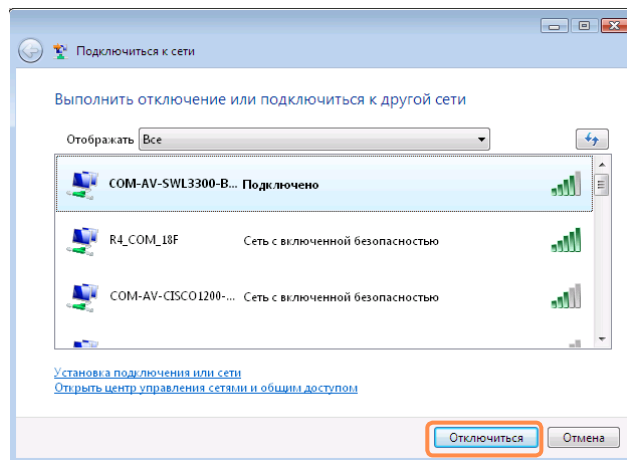 Подключиться к сети
Выполнить отключение или подключиться к другой сети
Отображать Все
COM-AV-SWL3300-B... Подключено
R4_COM_18F Сеть с включенной безопасностью
COM-AV-CISCO1200-... Сеть с включенной безопасностью
Установка подключения или сети
Открыть центр управления сетями и общим доступом
Отключиться Отмена